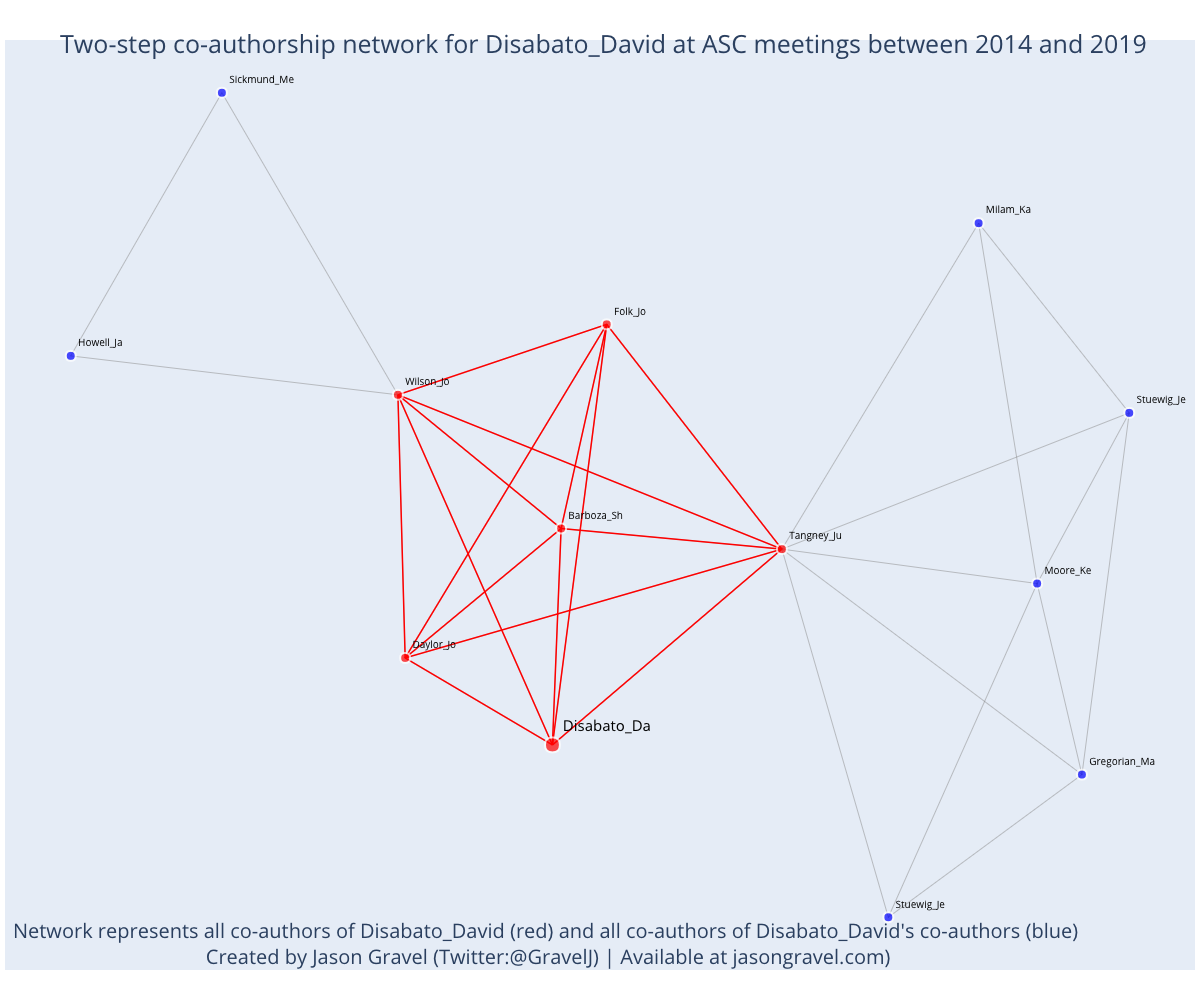 Two-step co-authorship network for Disabato_David at ASC meetings between 2014 and 2019
Sickmund_Me
Milam_Ka
Folk_Jo
Howell_Ja
Wilson_Jo
Stuewig_Je
Barboza_Sh
Tangney_Ju
Moore_Ke
Daylor_Jo
Disabato_Da
Gregorian_Ma
Stuewig_Je
Network represents all co-authors of Disabato_David (red) and all co-authors of Disabato_David's co-authors (blue)
Created by Jason Gravel (Twitter:@GravelJ) | Available at jasongravel.com)